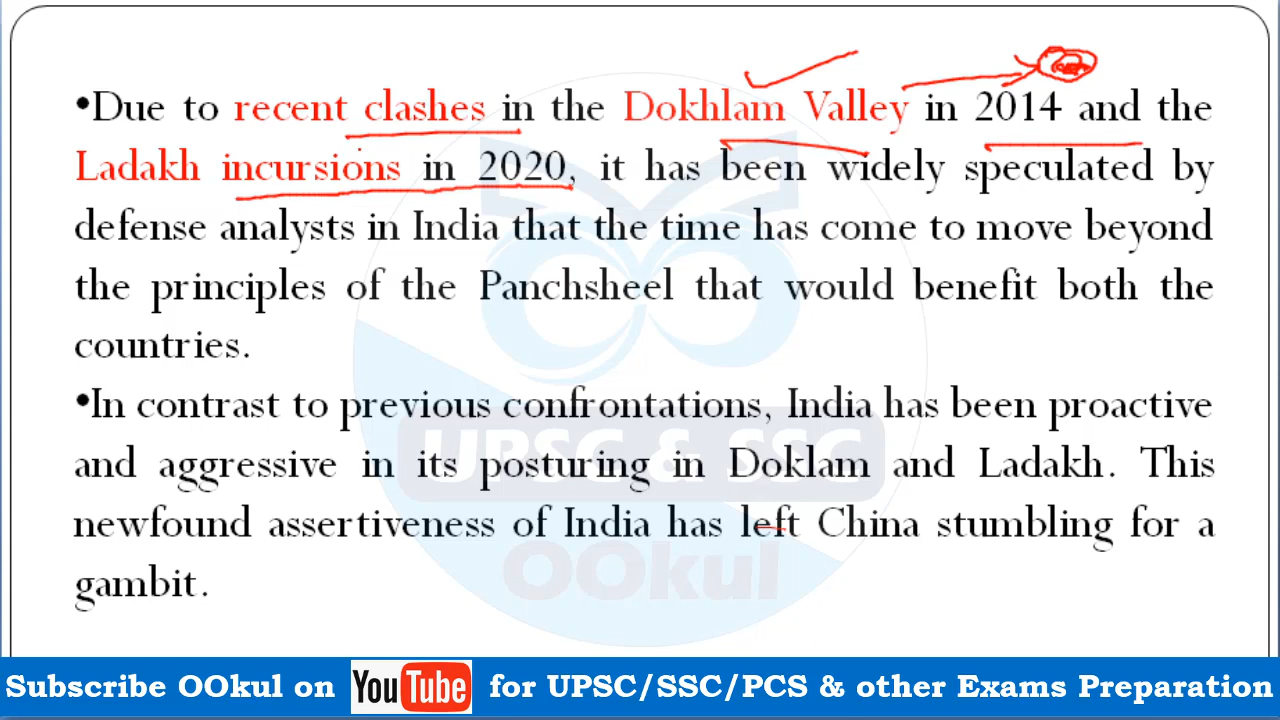 •Due to recent clashes in the Dokhlam Valley in 2014 and the
Ladakh incursions in 2020, it has been widely speculated by
defense analysts in India that the time has come to move beyond
the principles of the Panchsheel that would benefit both the
countries.
•In contrast to previous confrontations, India has been proactive
and aggressive in its posturing in Doklam and Ladakh. This
newfound assertiveness of India has left China stumbling for a
gambit.
UPSC & SSC
OOkul
Subscribe OOkul on YouTube for UPSC/SSC/PCS & other Exams Preparation